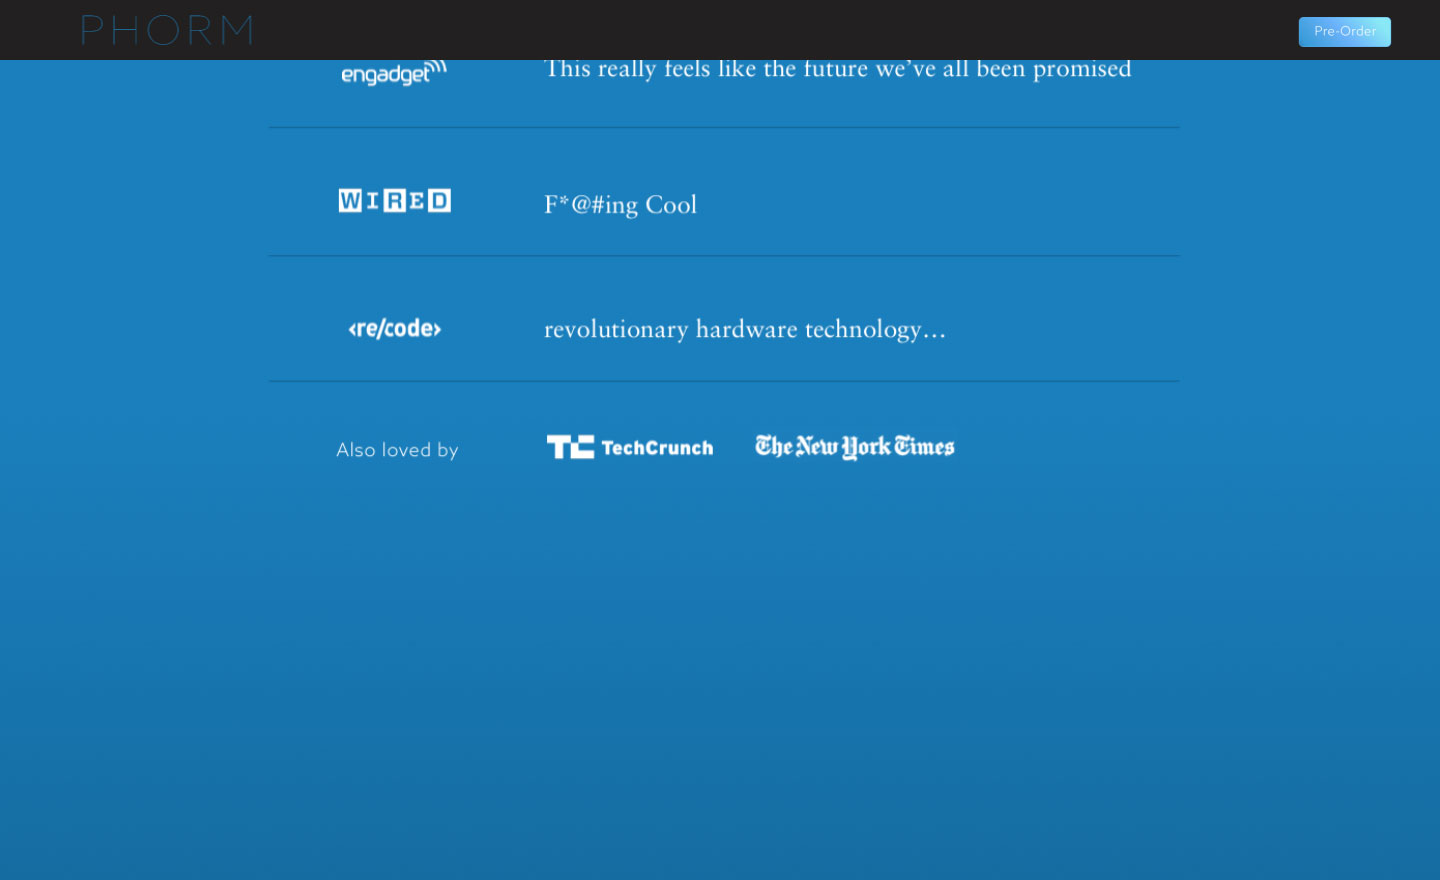 PHORM
Pre-Order
engadget
This really feels like the future we’ve all been promised
WIRED
F*@#ing Cool
<re/code>
revolutionary hardware technology…
Also loved by
TC TechCrunch
The New York Times